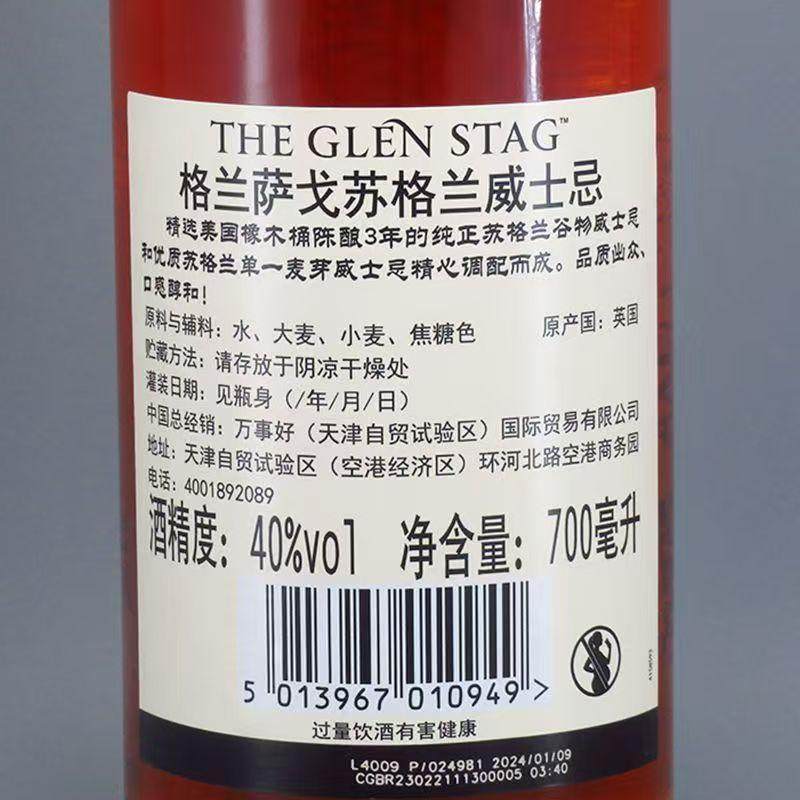 THE GLEN STAG™
格兰萨戈苏格兰威士忌
精选美国橡木桶陈酿3年的纯正苏格兰谷物威士忌
和优质苏格兰单一麦芽威士忌精心调配而成。品质出众、
口感醇和！
原料与辅料：水、大麦、小麦、焦糖色 原产国：英国
贮藏方法：请存放于阴凉干燥处
灌装日期：见瓶身（/年/月/日）
中国总经销：万事好（天津自贸试验区）国际贸易有限公司
地址：天津自贸试验区（空港经济区）环河北路空港商务园
电话：4001892089
酒精度：40%vol 净含量：700毫升
5 013967 010949 >
过量饮酒有害健康
L4009 P/024981 2024/01/09
CGBR23022111300005 03:40